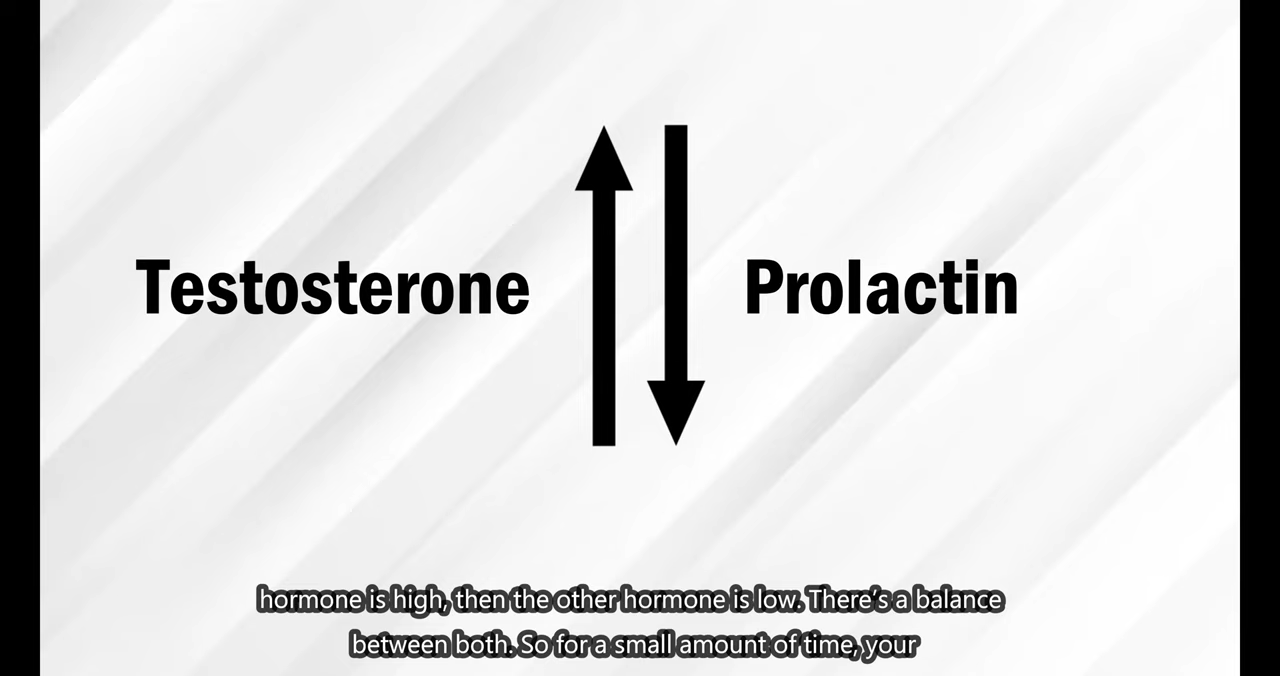 Testosterone
Prolactin
hormone is high, then the other hormone is low. There's a balance
between both. So for a small amount of time, your